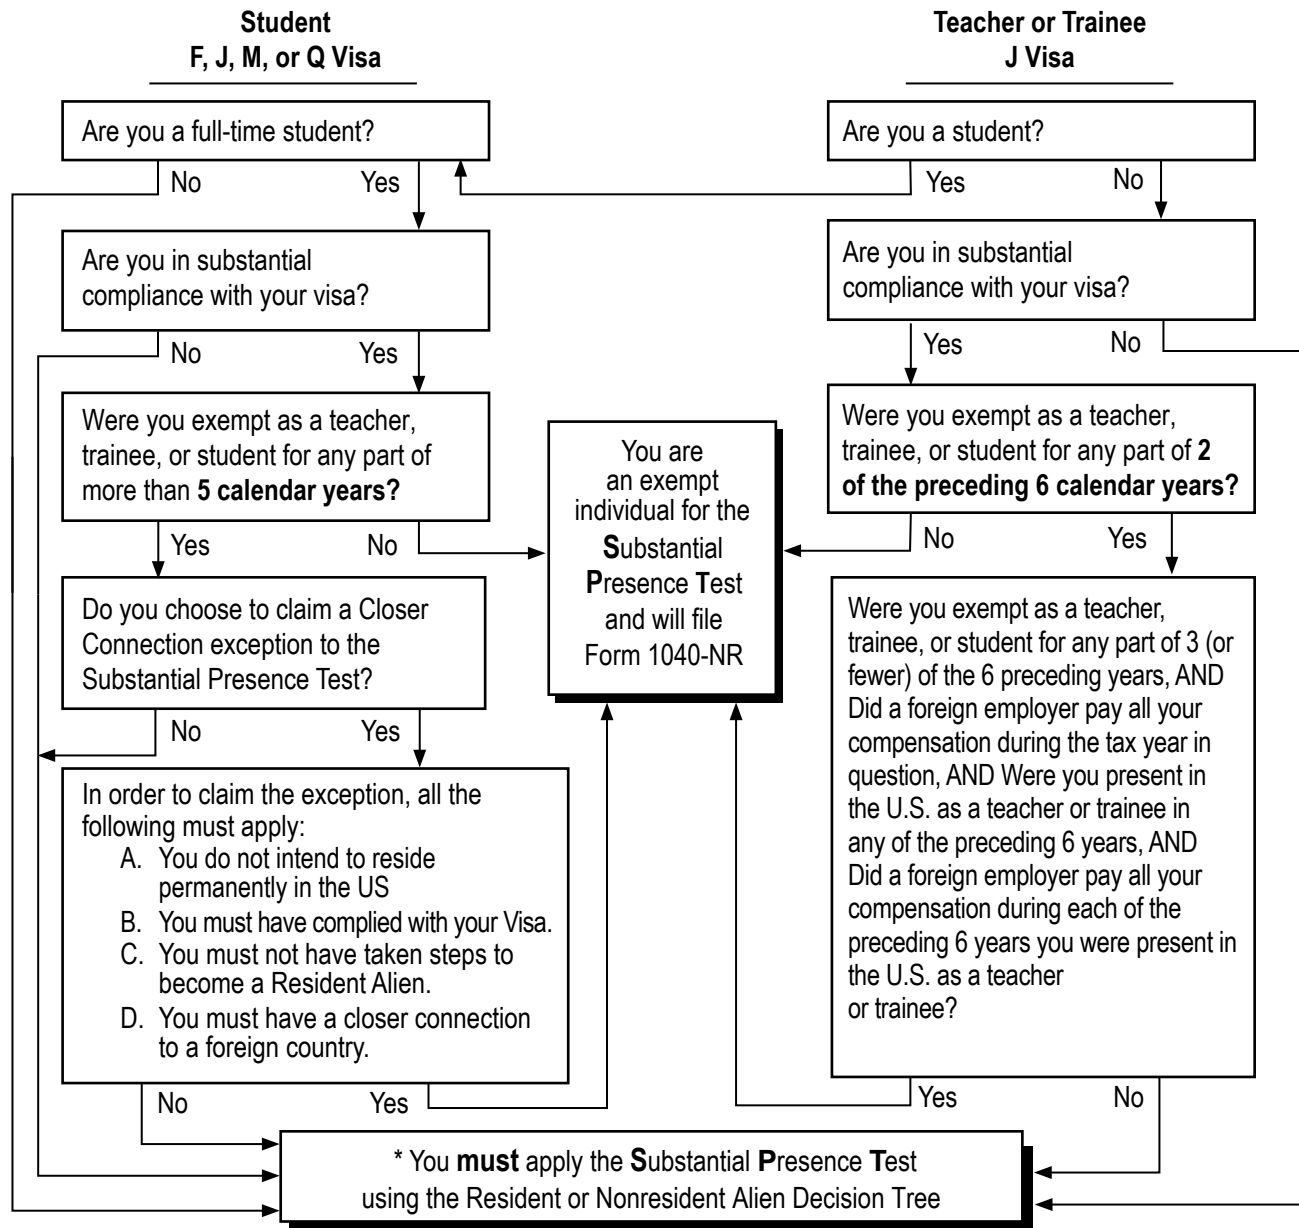 Student
F, J, M, or Q Visa
Are you a full-time student?
No
Yes
Are you in substantial
compliance with your visa?
No
Yes
Were you exempt as a teacher,
trainee, or student for any part of
more than 5 calendar years?
Yes
No
Do you choose to claim a Closer
Connection exception to the
Substantial Presence Test?
No
Yes
In order to claim the exception, all the
following must apply:
A. You do not intend to reside
permanently in the US
B. You must have complied with your Visa.
C. You must not have taken steps to
become a Resident Alien.
D. You must have a closer connection
to a foreign country.
No
Yes
You are
an exempt
individual for the
Substantial
Presence Test
and will file
Form 1040-NR
Teacher or Trainee
J Visa
Are you a student?
Yes
No
Are you in substantial
compliance with your visa?
Yes
No
Were you exempt as a teacher,
trainee, or student for any part of 2
of the preceding 6 calendar years?
No
Yes
Were you exempt as a teacher,
trainee, or student for any part of 3 (or
fewer) of the 6 preceding years, AND
Did a foreign employer pay all your
compensation during the tax year in
question, AND Were you present in
the U.S. as a teacher or trainee in
any of the preceding 6 years, AND
Did a foreign employer pay all your
compensation during each of the
preceding 6 years you were present in
the U.S. as a teacher
or trainee?
Yes
No
* You must apply the Substantial Presence Test
using the Resident or Nonresident Alien Decision Tree